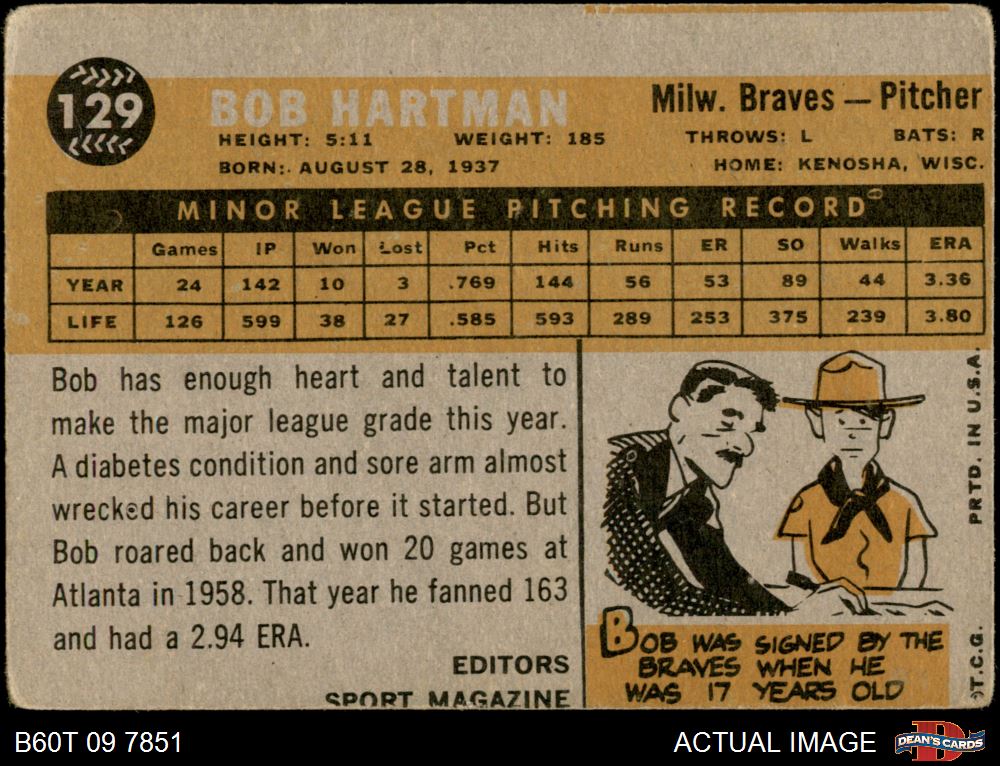 129
BOB HARTMAN
Milw. Braves — Pitcher
HEIGHT: 5:11 WEIGHT: 185 THROWS: L BATS: R
BORN: AUGUST 28, 1937 HOME: KENOSHA, WISC.
MINOR LEAGUE PITCHING RECORD
Games IP Won Lost Pct Hits Runs ER SO Walks ERA
YEAR 24 142 10 3 .769 144 56 53 89 44 3.36
LIFE 126 599 38 27 .585 593 289 253 375 239 3.80
Bob has enough heart and talent to
make the major league grade this year.
A diabetes condition and sore arm almost
wrecked his career before it started. But
Bob roared back and won 20 games at
Atlanta in 1958. That year he fanned 163
and had a 2.94 ERA.
EDITORS
SPORT MAGAZINE
BOB WAS SIGNED BY THE
BRAVES WHEN HE
WAS 17 YEARS OLD
©T.C.G. PRTD. IN U.S.A.
B60T 09 7851
ACTUAL IMAGE
DEAN'S CARDS